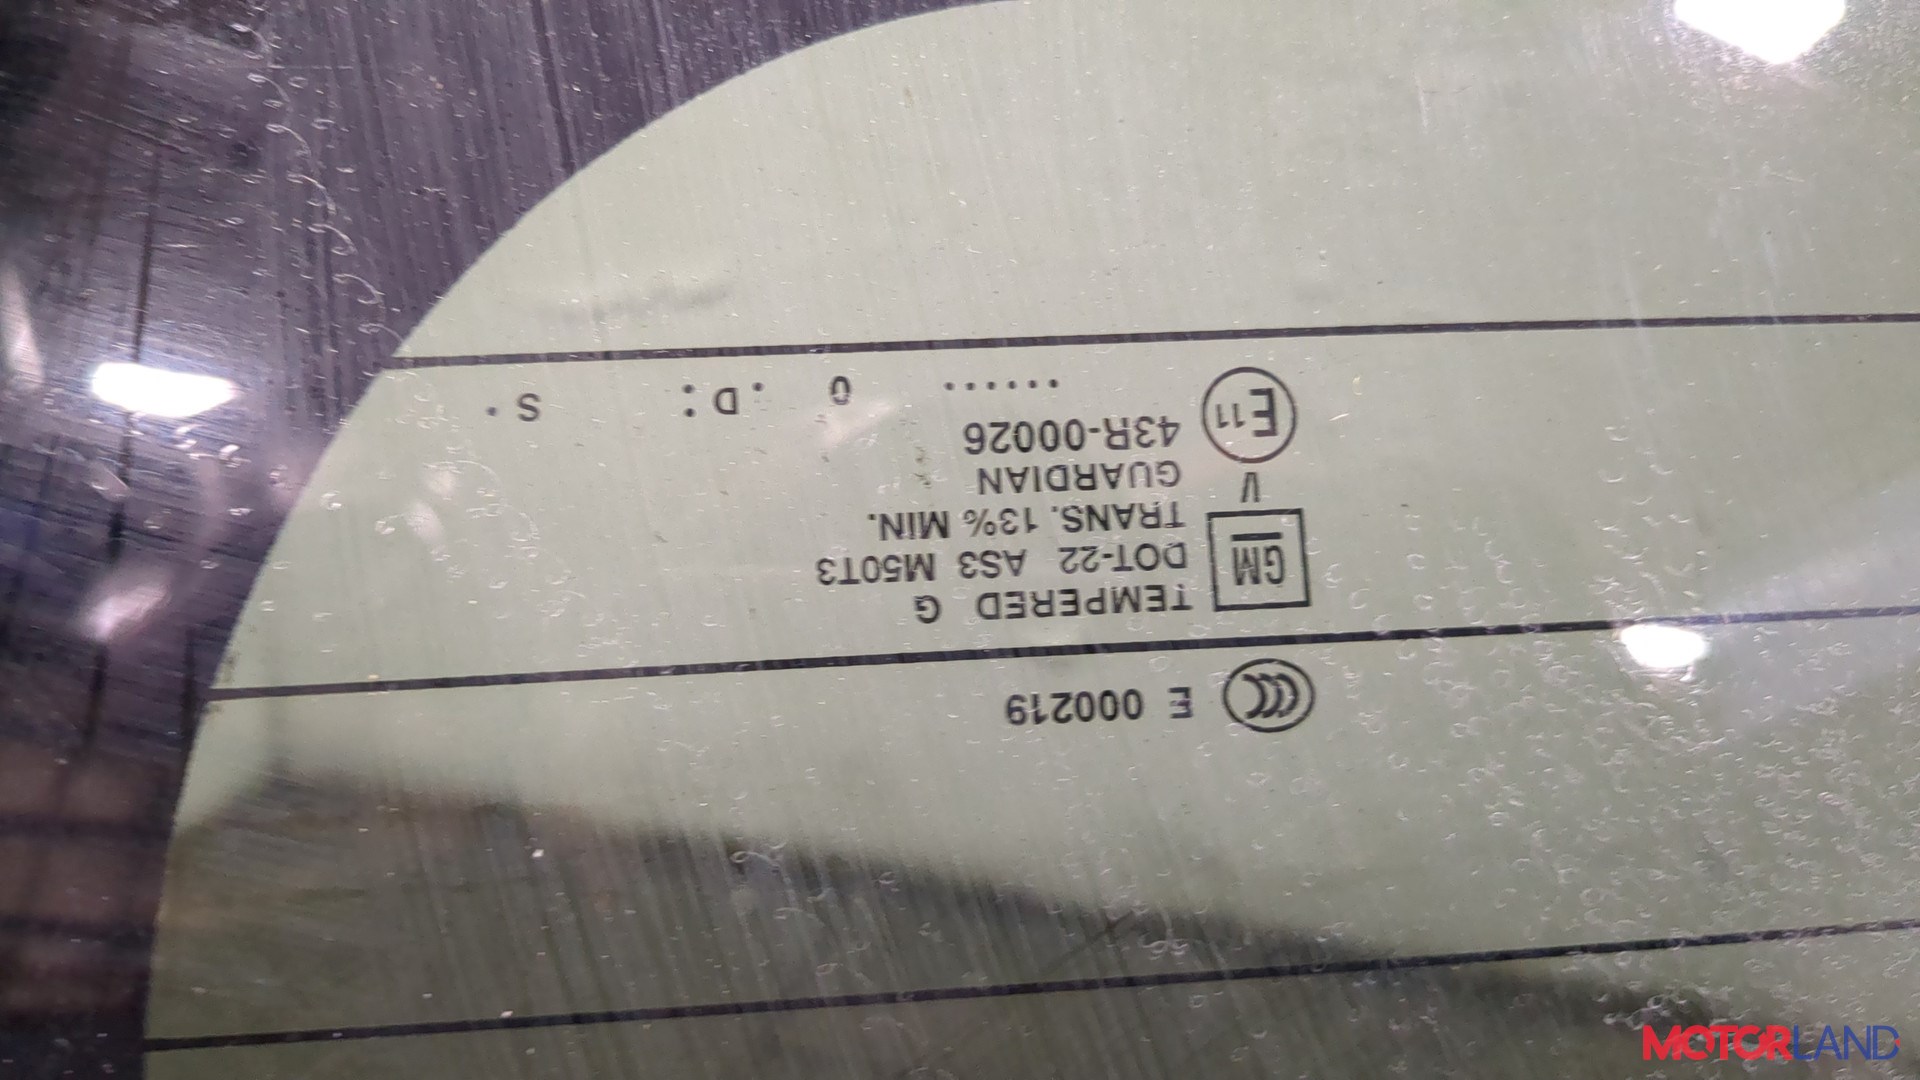 CCC E 000219
GM TEMPERED G
DOT-22 AS3 M50T3
TRANS. 13% MIN.
V GUARDIAN
E11 43R-00026
...... 0 .D: S.
MOTORLAND